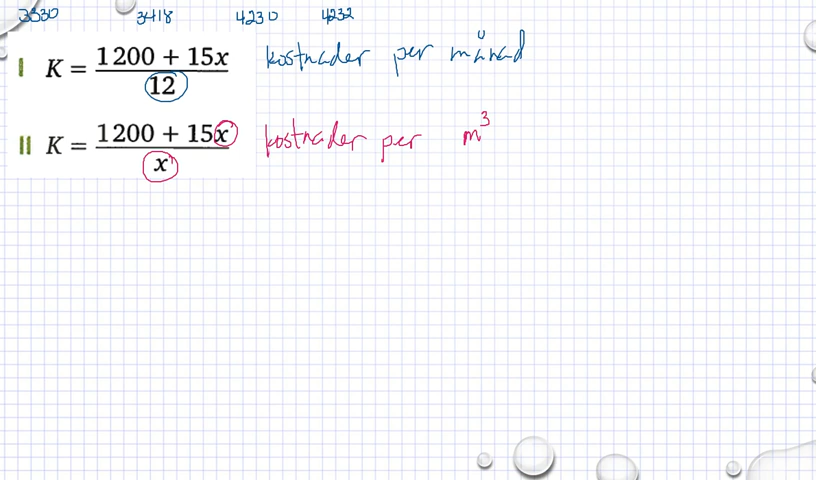 3330 3418 4230 4232
I K = (1200 + 15x)/12 kostnader per månad
II K = (1200 + 15x)/x kostnader per m³